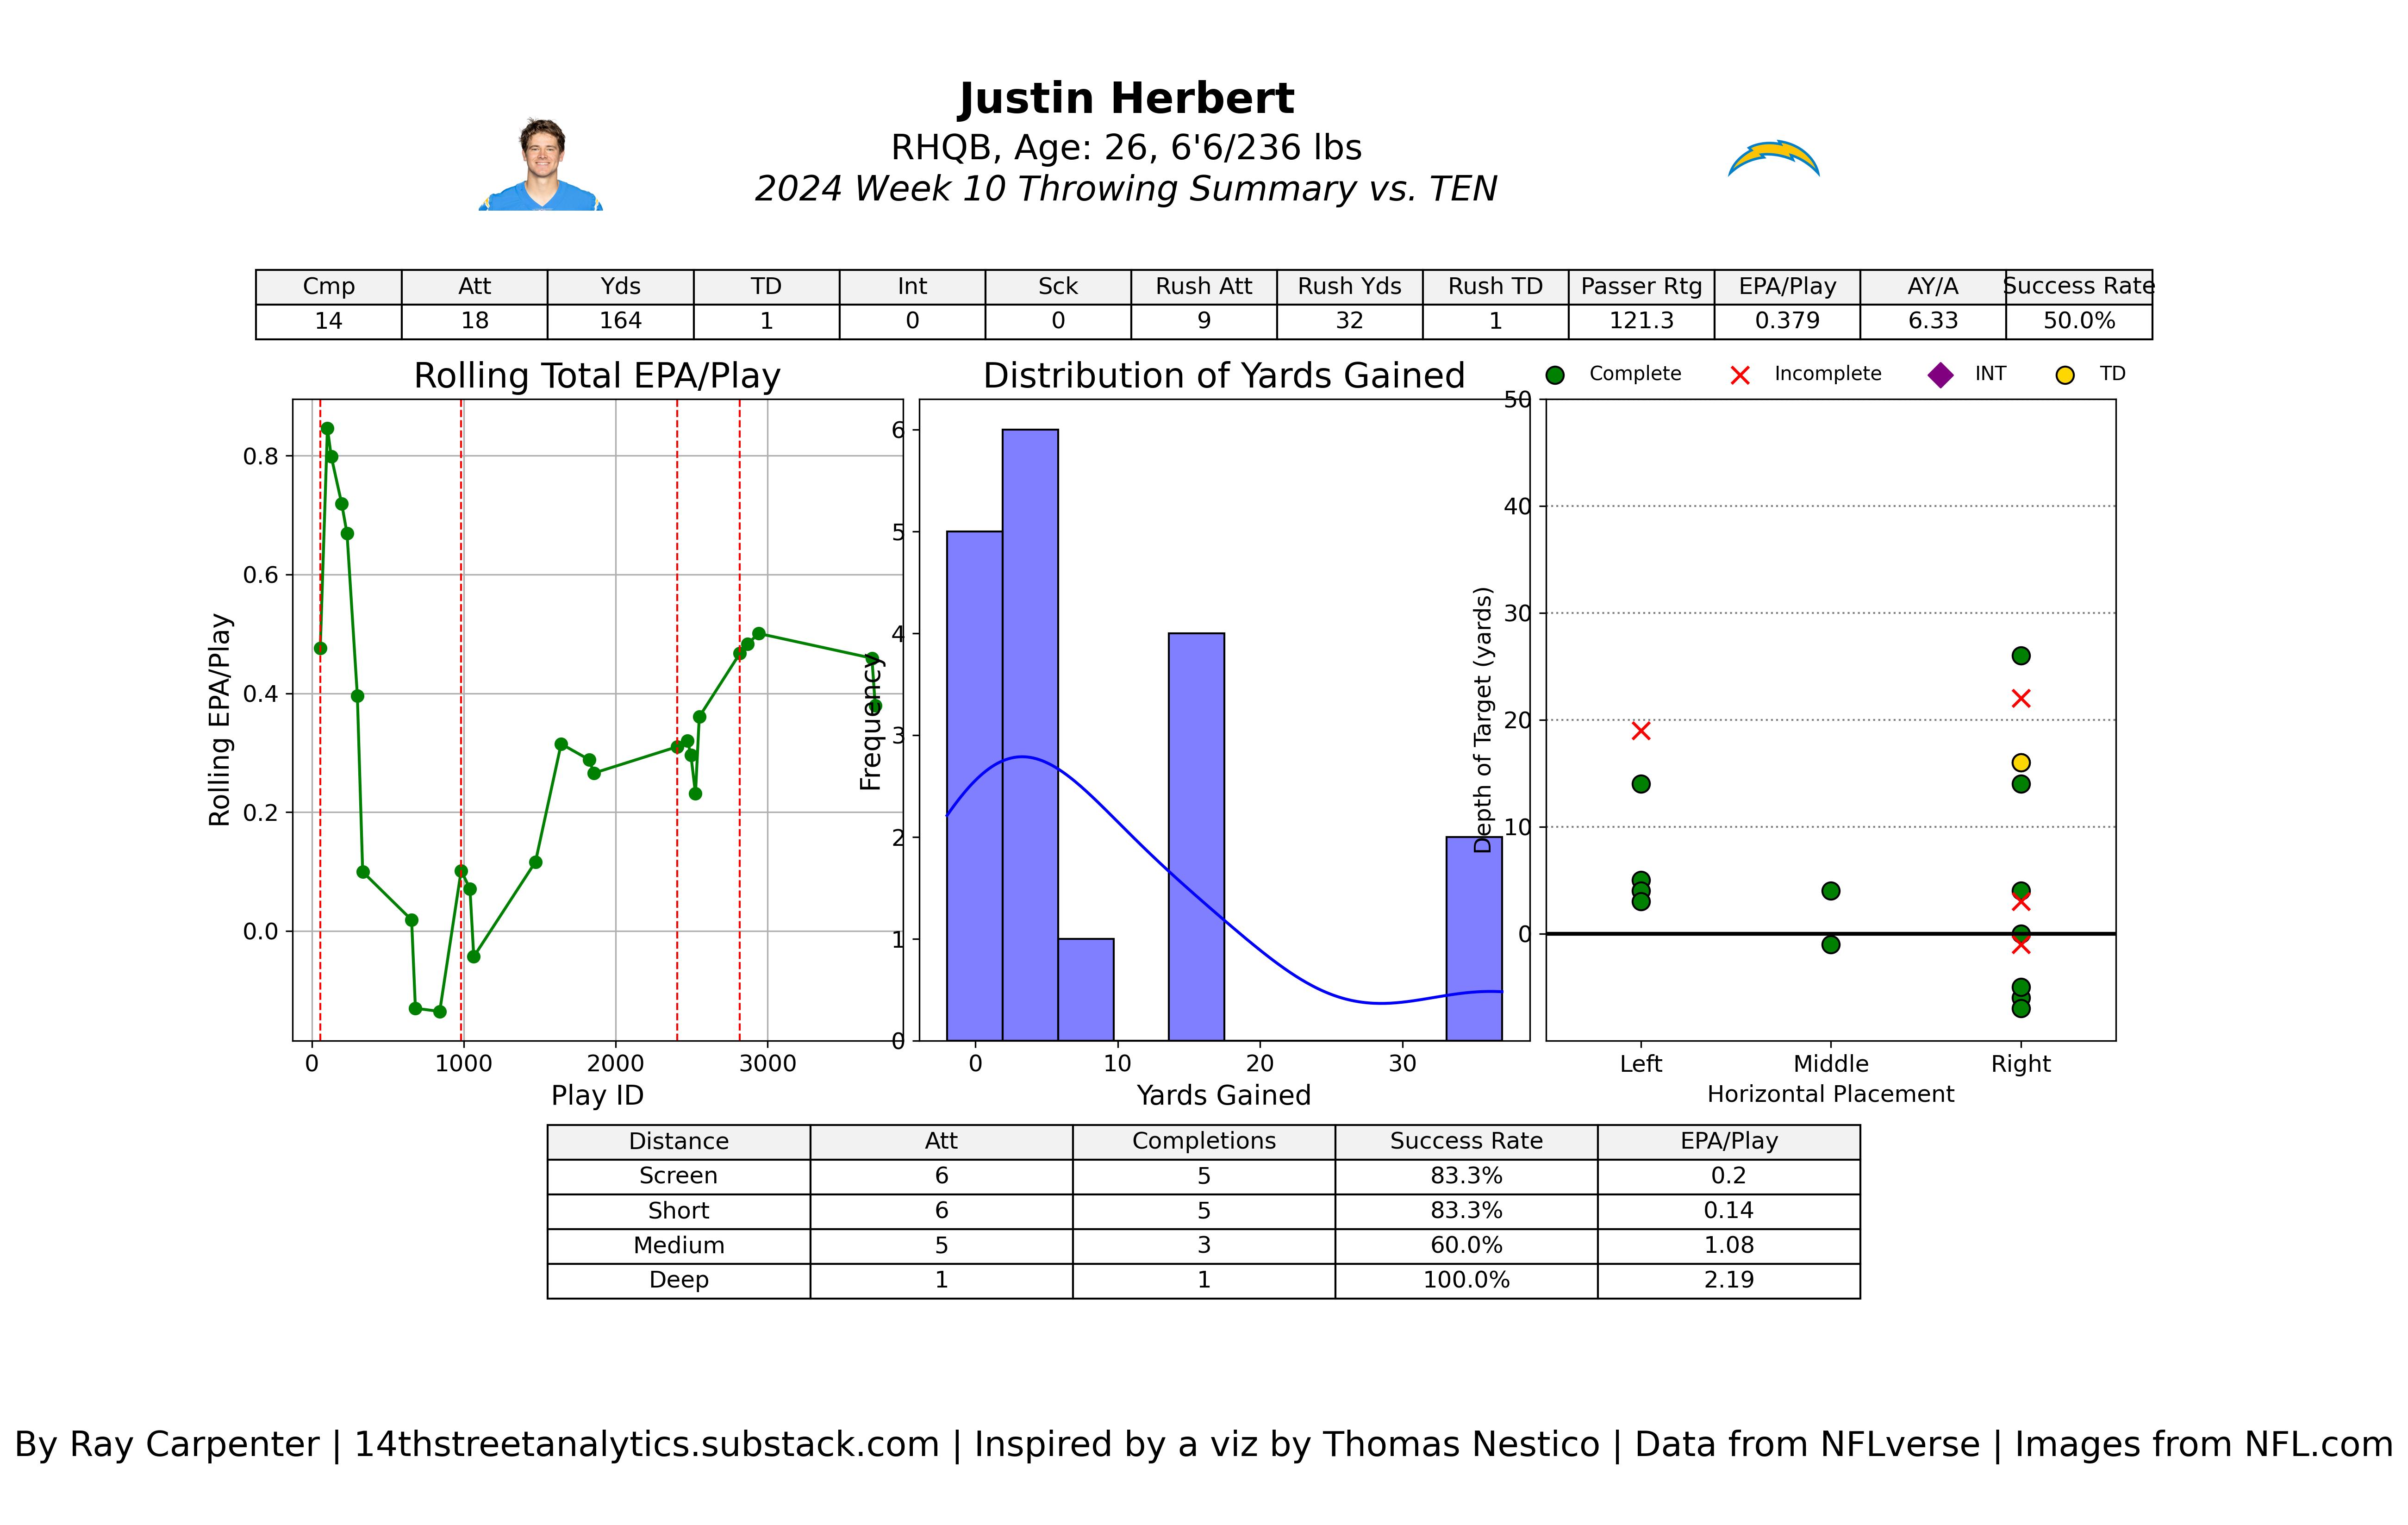 Justin Herbert
RHQB, Age: 26, 6'6/236 lbs
2024 Week 10 Throwing Summary vs. TEN
Cmp Att Yds TD Int Sck Rush Att Rush Yds Rush TD Passer Rtg EPA/Play AY/A Success Rate
14 18 164 1 0 0 9 32 1 121.3 0.379 6.33 50.0%
Rolling Total EPA/Play
Rolling EPA/Play
0.8
0.6
0.4
0.2
0.0
0 1000 2000 3000
Play ID
Distribution of Yards Gained
Frequency
6
5
4
3
2
1
0
0 10 20 30
Yards Gained
Complete Incomplete INT TD
Depth of Target (yards)
50
40
30
20
10
0
Left Middle Right
Horizontal Placement
Distance Att Completions Success Rate EPA/Play
Screen 6 5 83.3% 0.2
Short 6 5 83.3% 0.14
Medium 5 3 60.0% 1.08
Deep 1 1 100.0% 2.19
By Ray Carpenter | 14thstreetanalytics.substack.com | Inspired by a viz by Thomas Nestico | Data from NFLverse | Images from NFL.com